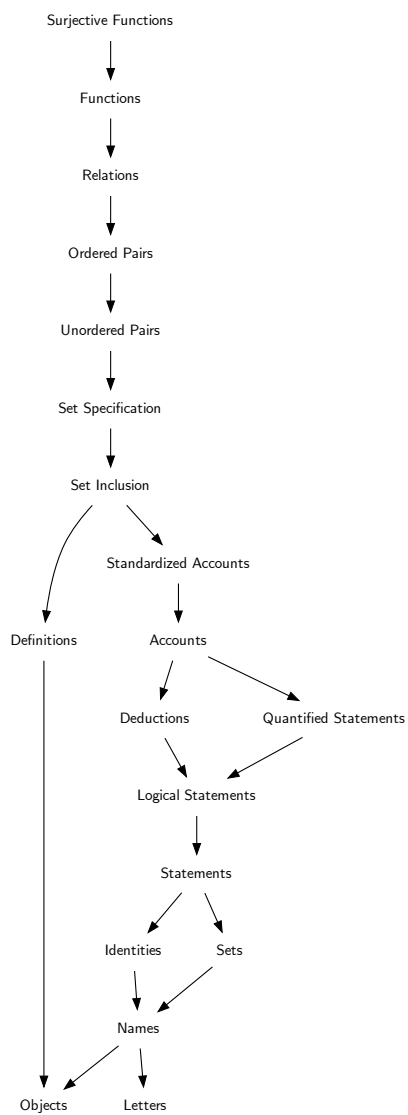 Surjective Functions
Functions
Relations
Ordered Pairs
Unordered Pairs
Set Specification
Set Inclusion
Standardized Accounts
Definitions
Accounts
Deductions
Quantified Statements
Logical Statements
Statements
Identities
Sets
Names
Objects
Letters